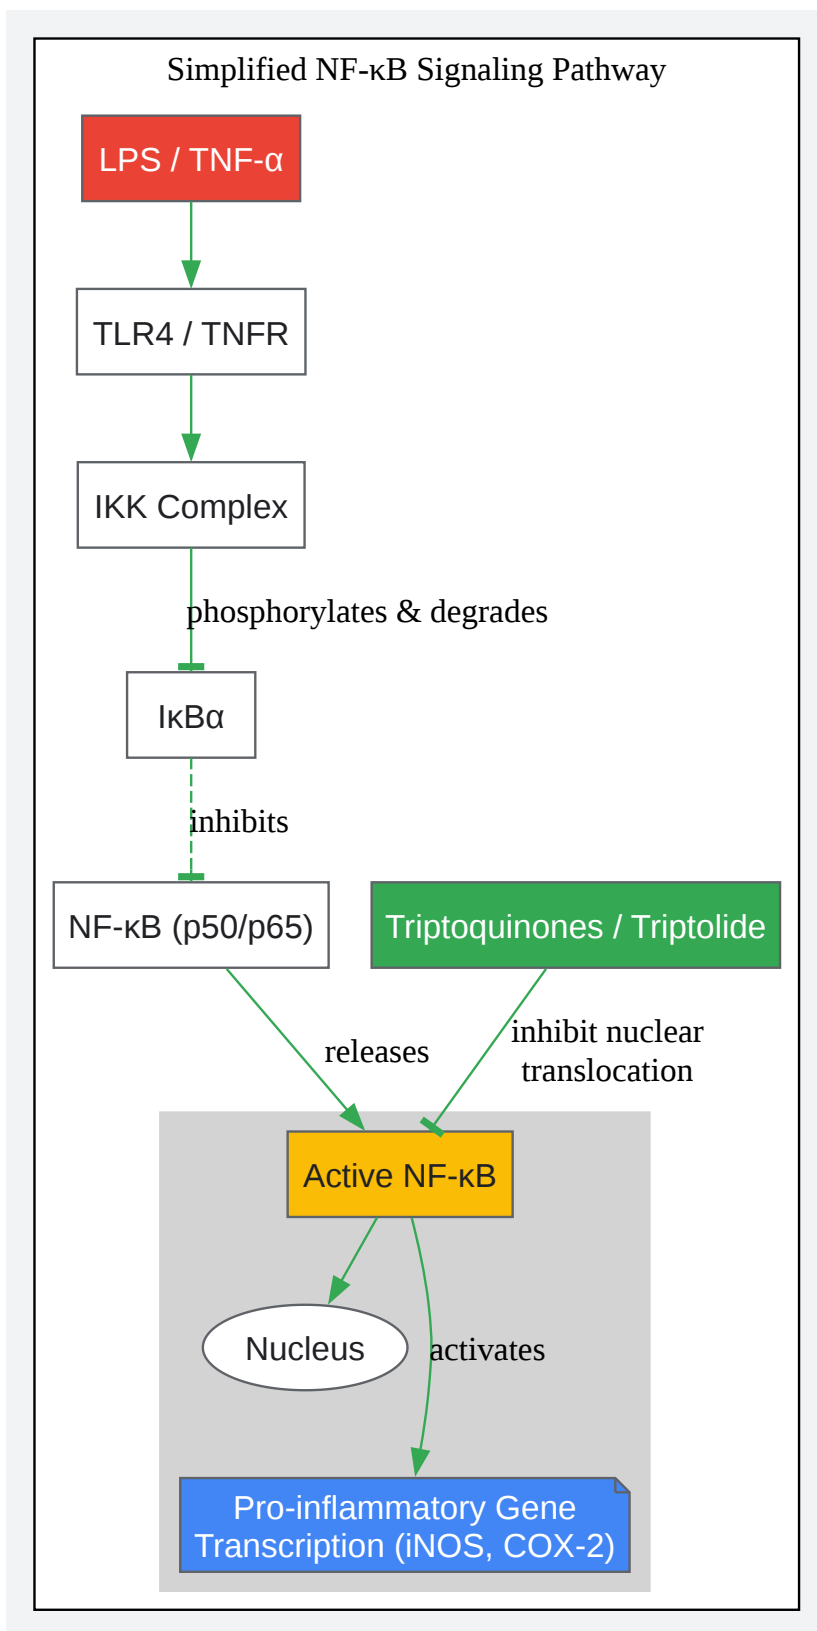 Simplified NF-κB Signaling Pathway
LPS / TNF-α
TLR4 / TNFR
IKK Complex
phosphorylates & degrades
IκBα
inhibits
NF-κB (p50/p65)
Triptoquinones / Triptolide
releases
inhibit nuclear
translocation
Active NF-κB
Nucleus
activates
Pro-inflammatory Gene
Transcription (iNOS, COX-2)